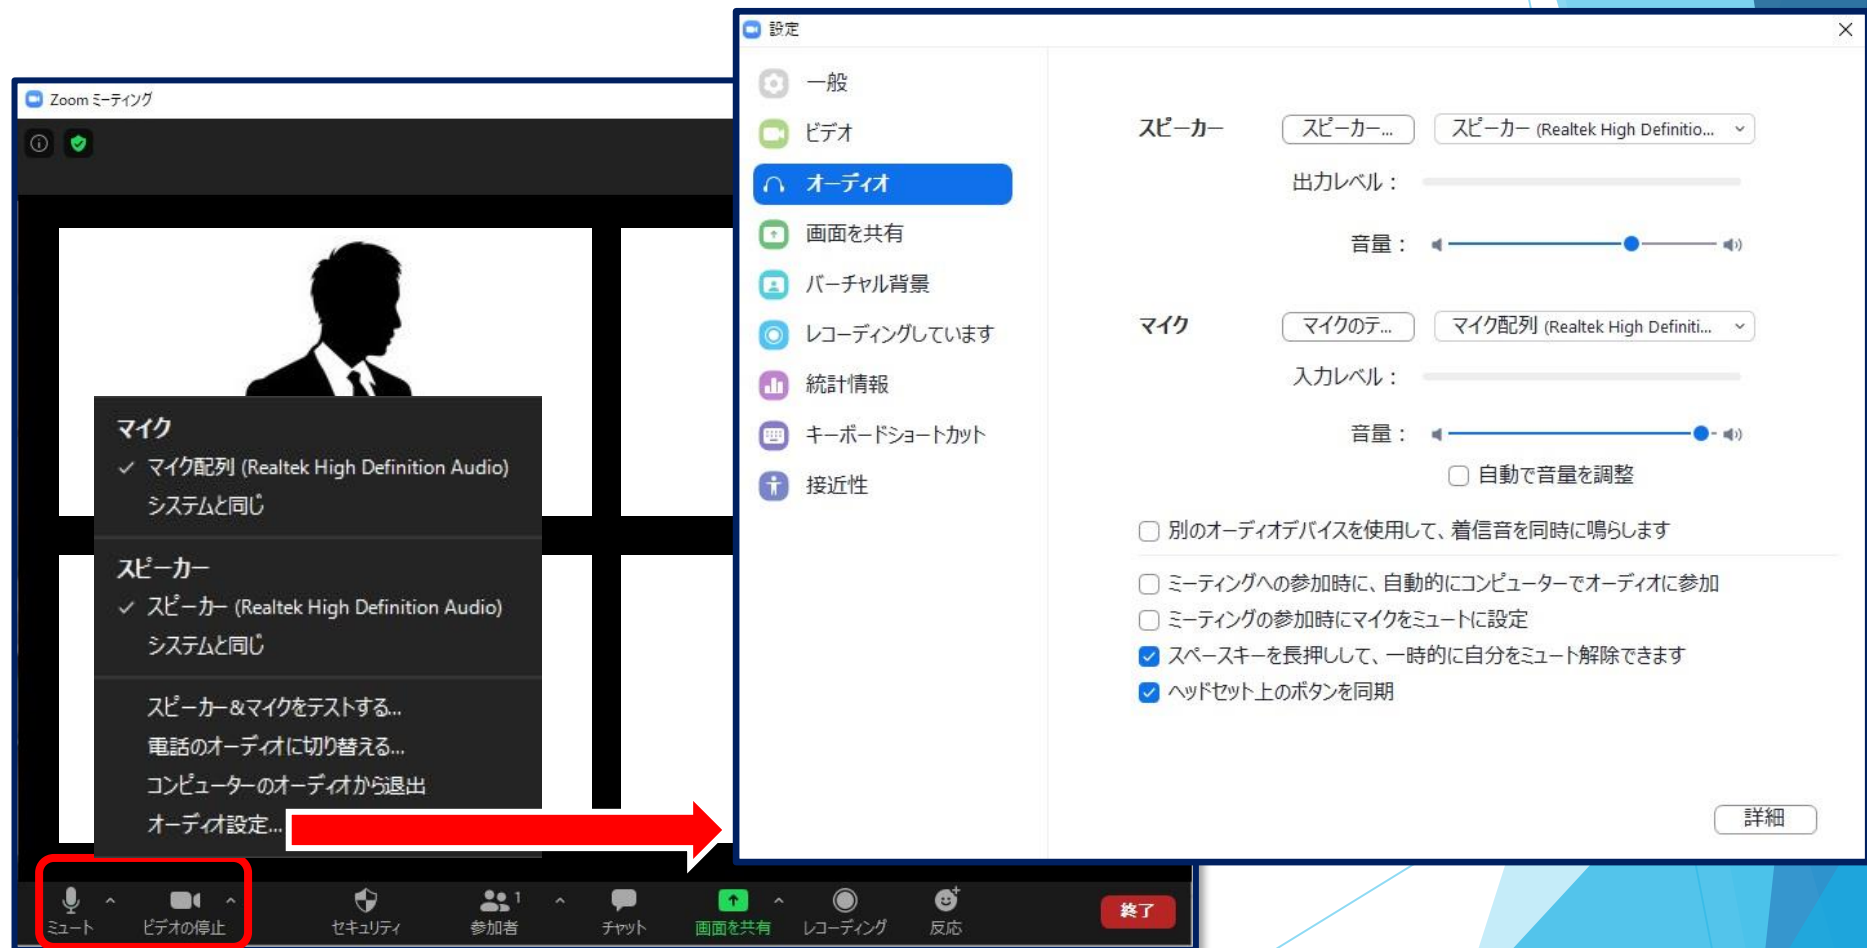 Zoom ミーティング
マイク
マイク配列 (Realtek High Definition Audio)
システムと同じ
スピーカー
スピーカー (Realtek High Definition Audio)
システムと同じ
スピーカー&マイクをテストする...
電話のオーディオに切り替える...
コンピューターのオーディオから退出
オーディオ設定...
ミュート
ビデオの停止
セキュリティ
参加者 1
チャット
画面を共有
レコーディング
反応
終了
設定
一般
ビデオ
オーディオ
画面を共有
バーチャル背景
レコーディングしています
統計情報
キーボードショートカット
接近性
スピーカー スピーカー... スピーカー (Realtek High Definitio...
出力レベル：
音量：
マイク マイクのテ... マイク配列 (Realtek High Definiti...
入力レベル：
音量：
自動で音量を調整
別のオーディオデバイスを使用して、着信音を同時に鳴らします
ミーティングへの参加時に、自動的にコンピューターでオーディオに参加
ミーティングの参加時にマイクをミュートに設定
スペースキーを長押しして、一時的に自分をミュート解除できます
ヘッドセット上のボタンを同期
詳細